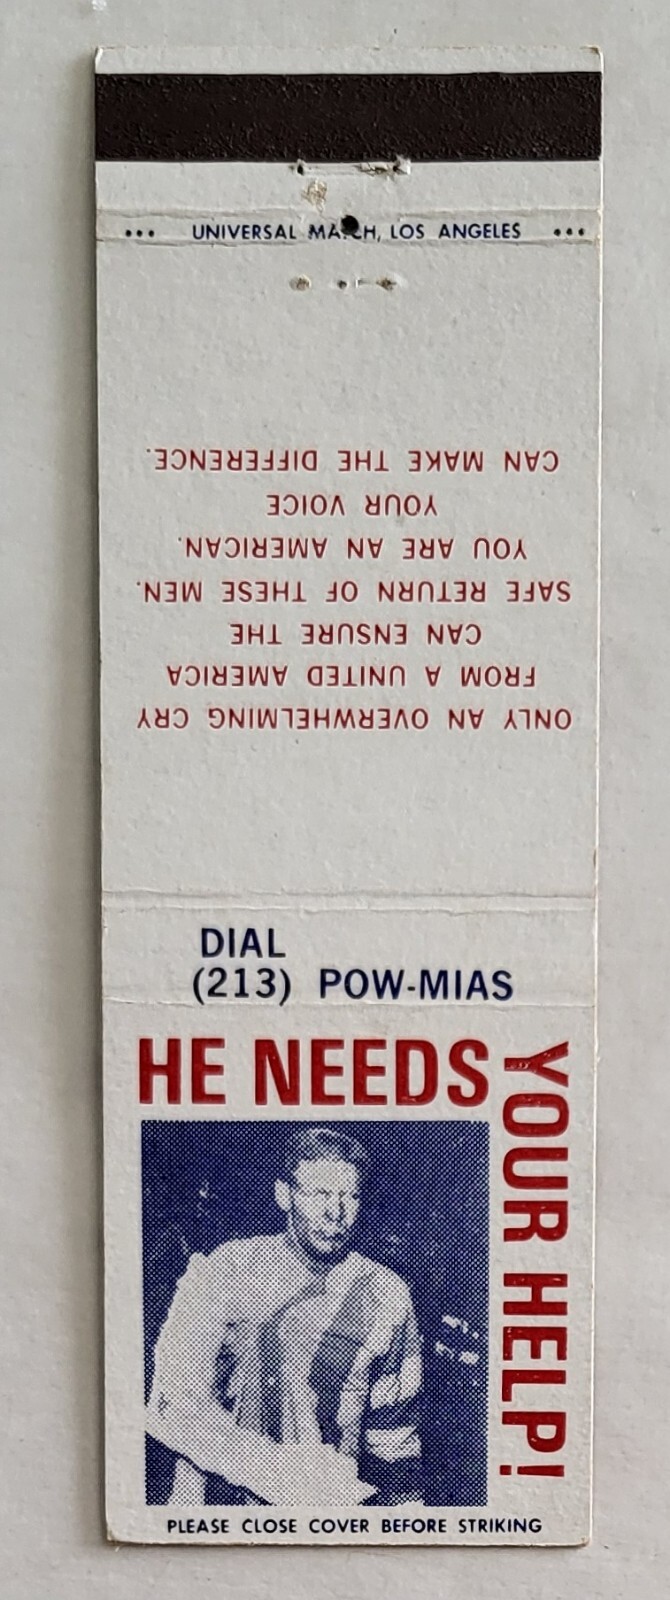 ••• UNIVERSAL MATCH, LOS ANGELES •••
ONLY AN OVERWHELMING CRY
FROM A UNITED AMERICA
CAN ENSURE THE
SAFE RETURN OF THESE MEN.
YOU ARE AN AMERICAN.
YOUR VOICE
CAN MAKE THE DIFFERENCE.
DIAL
(213) POW-MIAS
HE NEEDS
YOUR HELP!
PLEASE CLOSE COVER BEFORE STRIKING